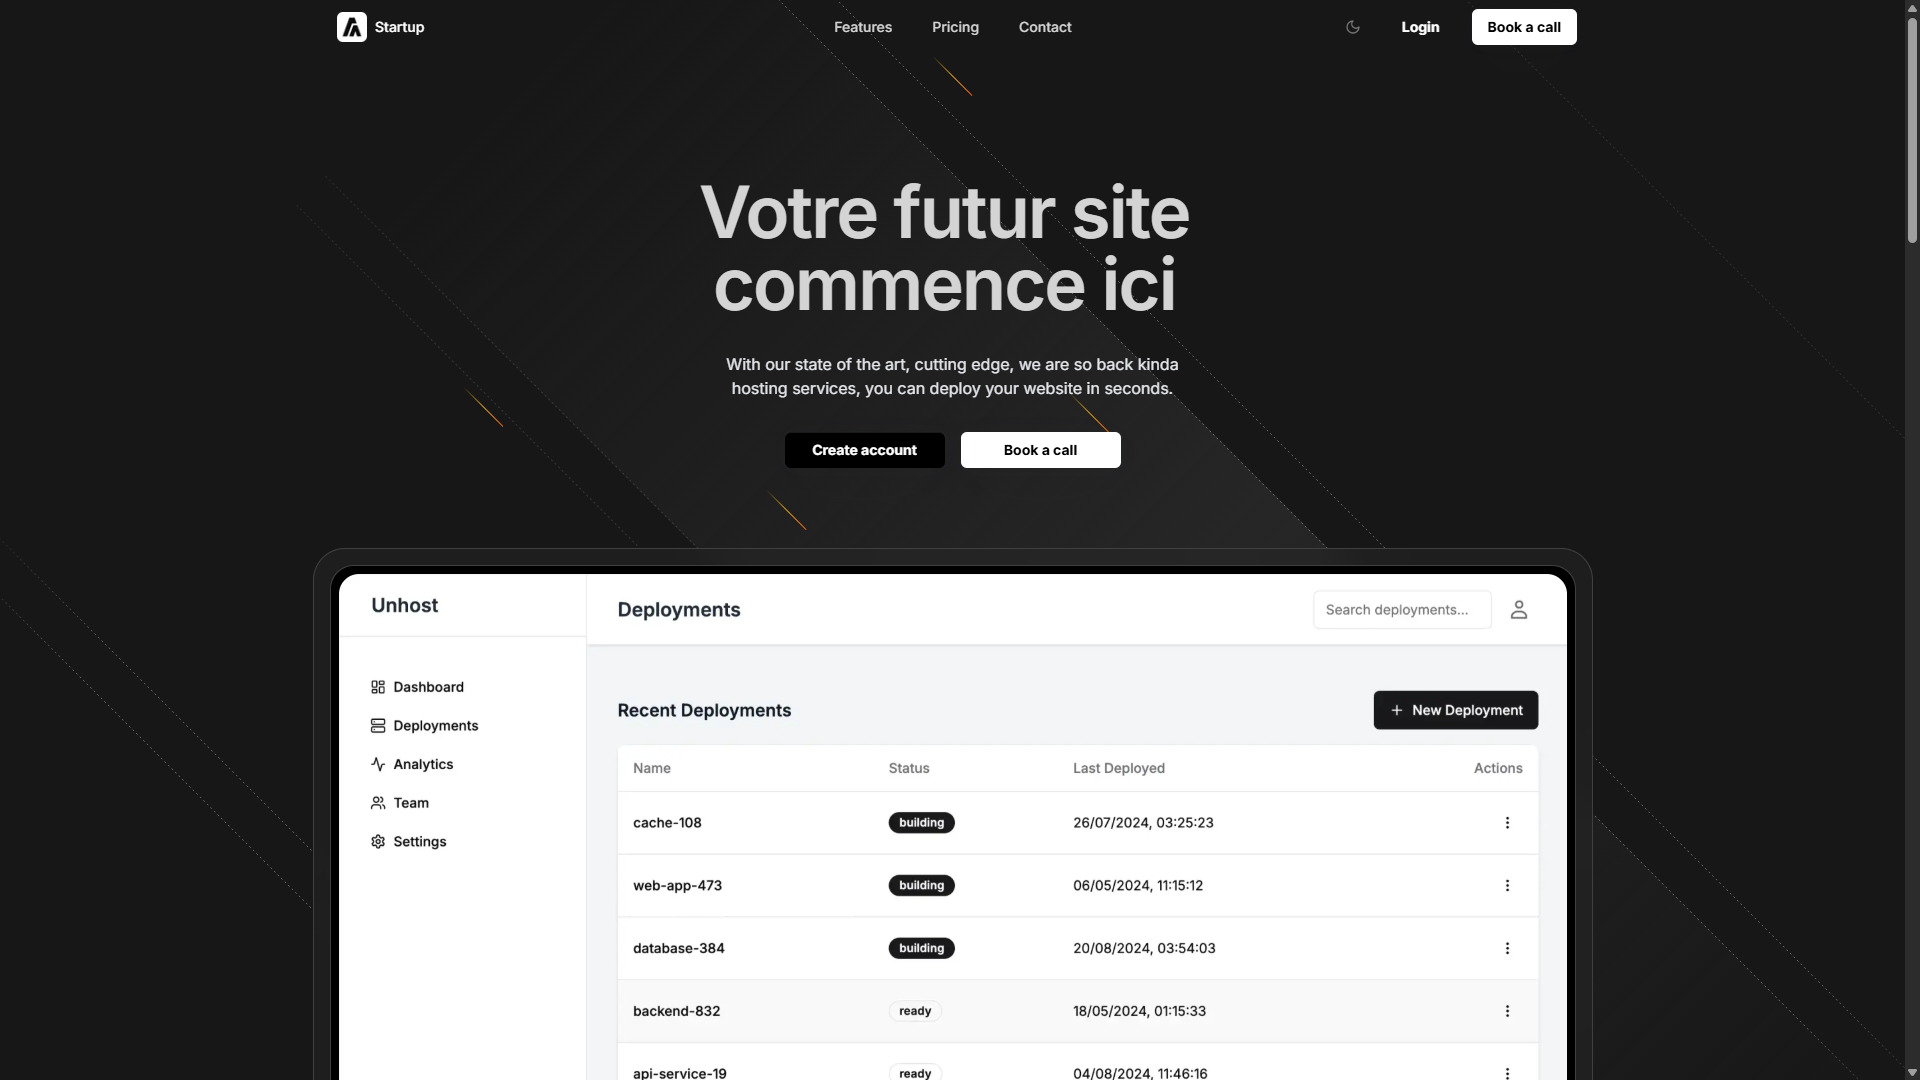 Startup
Features Pricing Contact
Login Book a call
Votre futur site
commence ici
With our state of the art, cutting edge, we are so back kinda
hosting services, you can deploy your website in seconds.
Create account Book a call
Unhost
Deployments
Search deployments...
Dashboard
Deployments
Analytics
Team
Settings
Recent Deployments
New Deployment
Name Status Last Deployed Actions
cache-108 building 26/07/2024, 03:25:23
web-app-473 building 06/05/2024, 11:15:12
database-384 building 20/08/2024, 03:54:03
backend-832 ready 18/05/2024, 01:15:33
api-service-19 ready 04/08/2024, 11:46:16